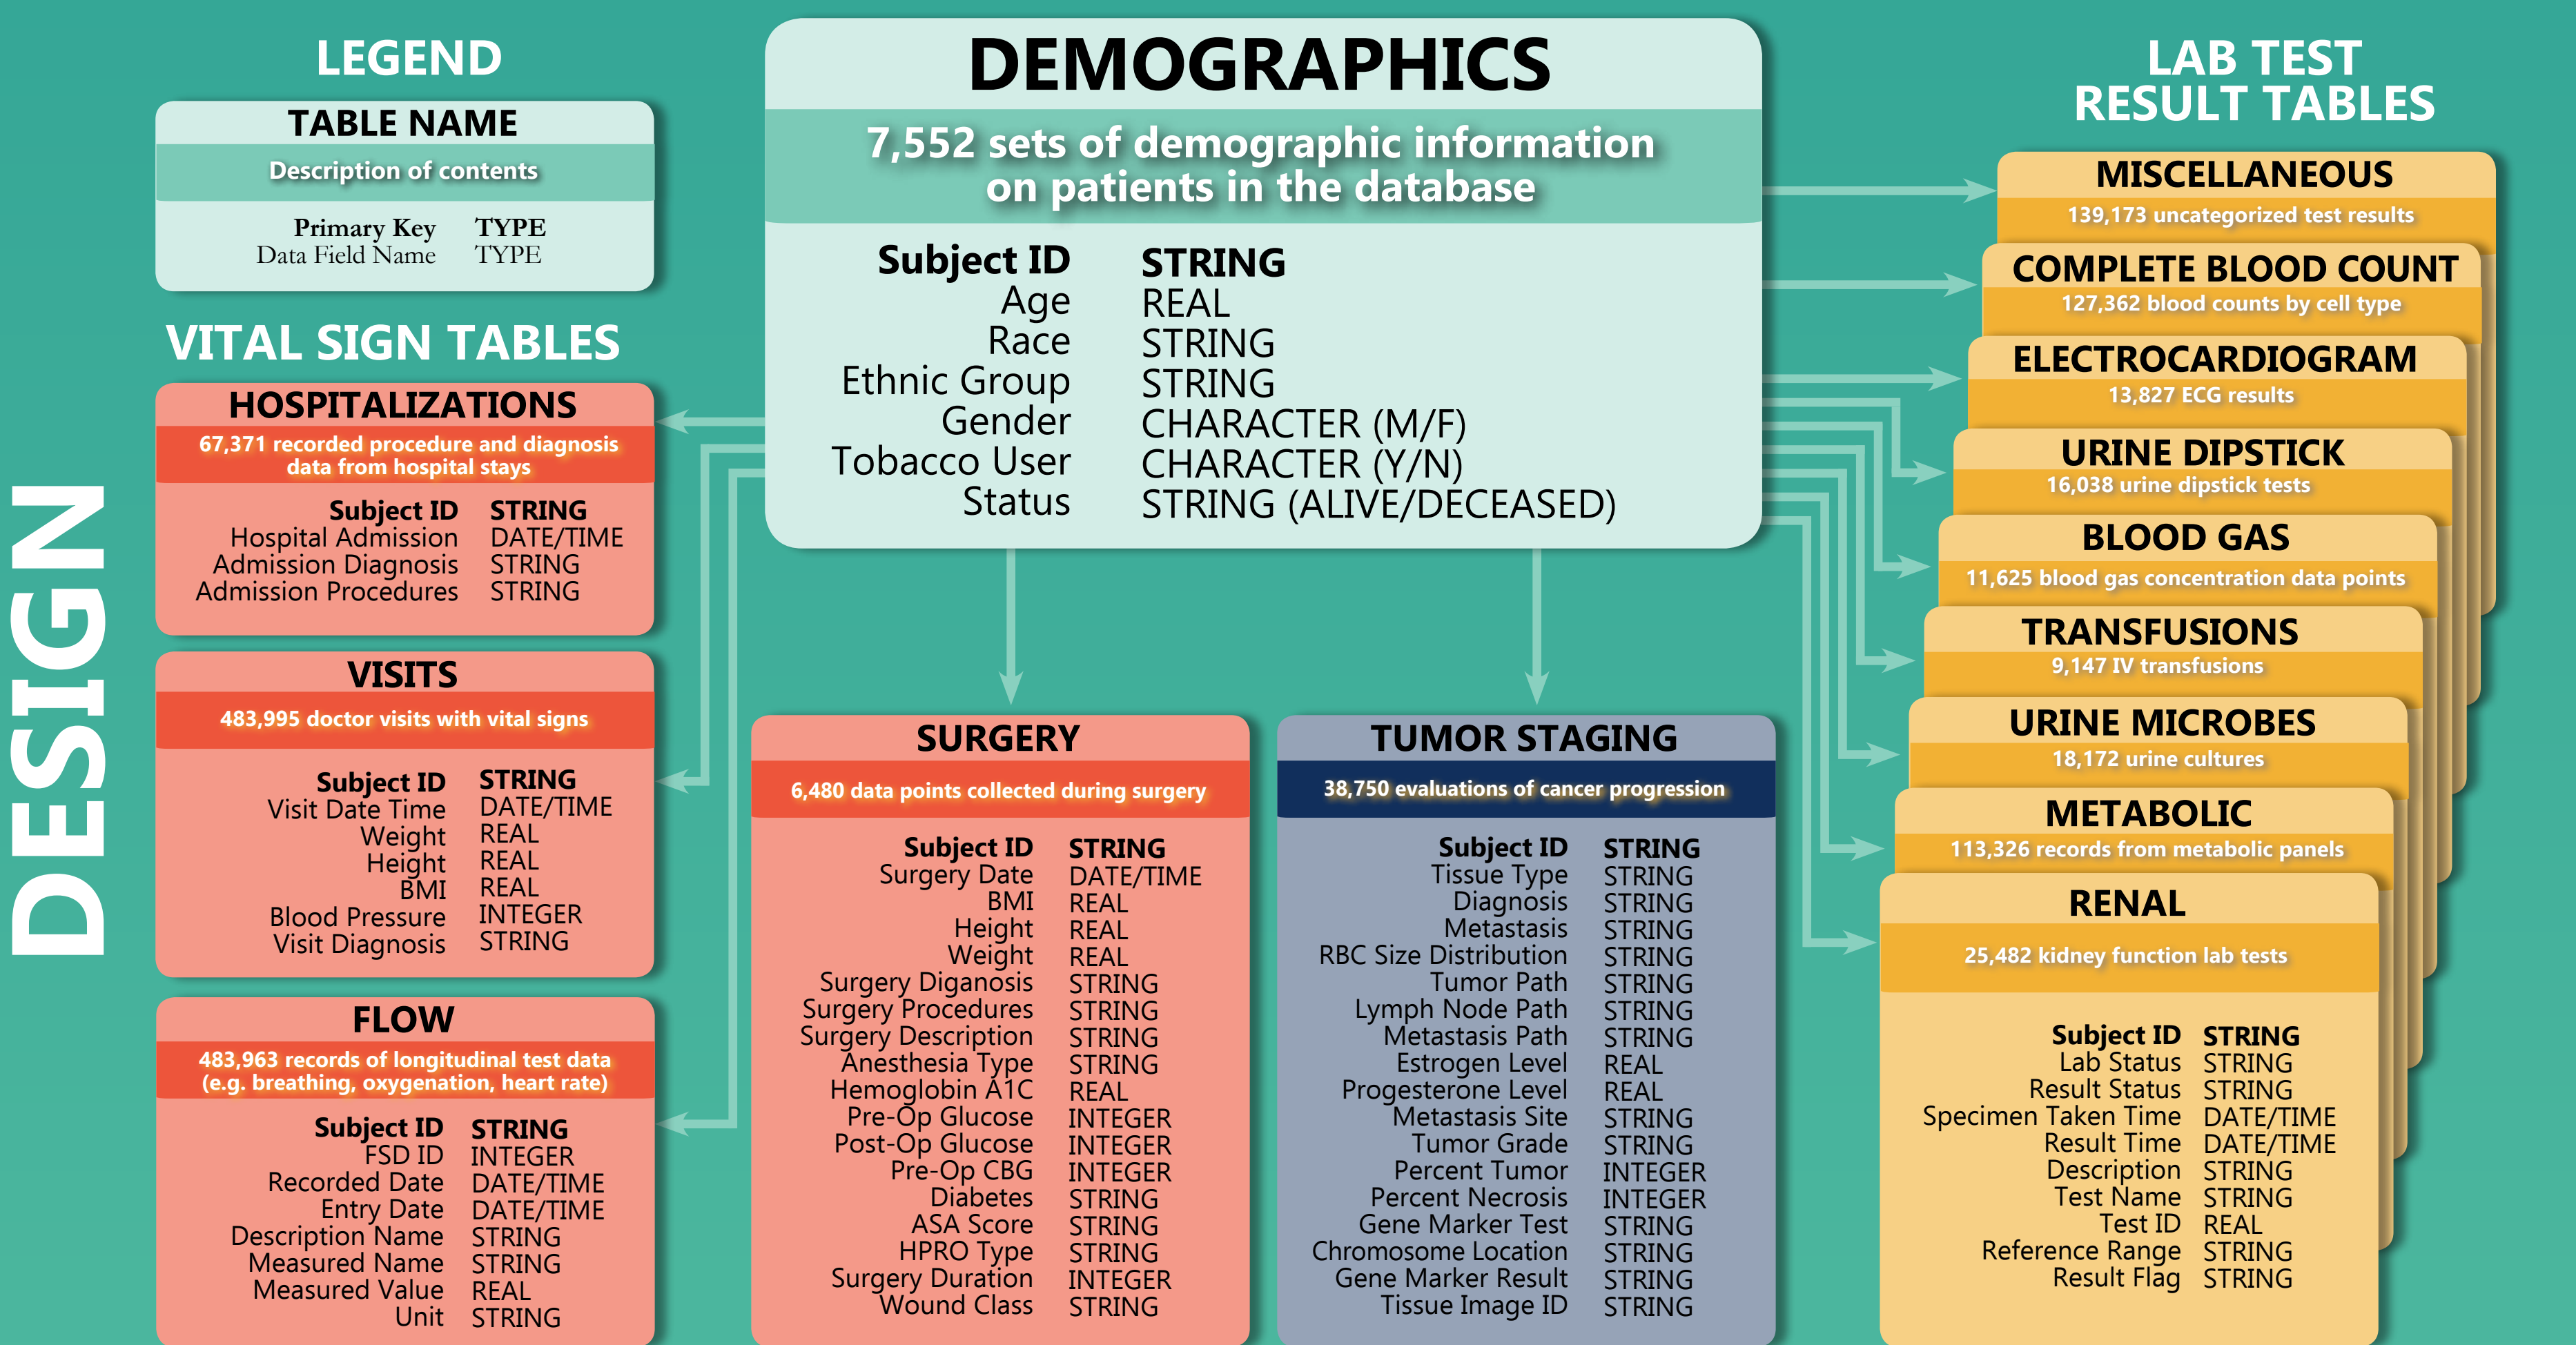 DESIGN
LEGEND
TABLE NAME
Description of contents
Primary Key TYPE
Data Field Name TYPE
VITAL SIGN TABLES
HOSPITALIZATIONS
67,371 recorded procedure and diagnosis
data from hospital stays
Subject ID STRING
Hospital Admission DATE/TIME
Admission Diagnosis STRING
Admission Procedures STRING
VISITS
483,995 doctor visits with vital signs
Subject ID STRING
Visit Date Time DATE/TIME
Weight REAL
Height REAL
BMI REAL
Blood Pressure INTEGER
Visit Diagnosis STRING
FLOW
483,963 records of longitudinal test data
(e.g. breathing, oxygenation, heart rate)
Subject ID STRING
FSD ID INTEGER
Recorded Date DATE/TIME
Entry Date DATE/TIME
Description Name STRING
Measured Name STRING
Measured Value REAL
Unit STRING
DEMOGRAPHICS
7,552 sets of demographic information
on patients in the database
Subject ID STRING
Age REAL
Race STRING
Ethnic Group STRING
Gender CHARACTER (M/F)
Tobacco User CHARACTER (Y/N)
Status STRING (ALIVE/DECEASED)
SURGERY
6,480 data points collected during surgery
Subject ID STRING
Surgery Date DATE/TIME
BMI REAL
Height REAL
Weight REAL
Surgery Diganosis STRING
Surgery Procedures STRING
Surgery Description STRING
Anesthesia Type STRING
Hemoglobin A1C REAL
Pre-Op Glucose INTEGER
Post-Op Glucose INTEGER
Pre-Op CBG INTEGER
Diabetes STRING
ASA Score STRING
HPRO Type STRING
Surgery Duration INTEGER
Wound Class STRING
TUMOR STAGING
38,750 evaluations of cancer progression
Subject ID STRING
Tissue Type STRING
Diagnosis STRING
Metastasis STRING
RBC Size Distribution STRING
Tumor Path STRING
Lymph Node Path STRING
Metastasis Path STRING
Estrogen Level REAL
Progesterone Level REAL
Metastasis Site STRING
Tumor Grade STRING
Percent Tumor INTEGER
Percent Necrosis INTEGER
Gene Marker Test STRING
Chromosome Location STRING
Gene Marker Result STRING
Tissue Image ID STRING
LAB TEST
RESULT TABLES
MISCELLANEOUS
139,173 uncategorized test results
COMPLETE BLOOD COUNT
127,362 blood counts by cell type
ELECTROCARDIOGRAM
13,827 ECG results
URINE DIPSTICK
16,038 urine dipstick tests
BLOOD GAS
11,625 blood gas concentration data points
TRANSFUSIONS
9,147 IV transfusions
URINE MICROBES
18,172 urine cultures
METABOLIC
113,326 records from metabolic panels
RENAL
25,482 kidney function lab tests
Subject ID STRING
Lab Status STRING
Result Status STRING
Specimen Taken Time DATE/TIME
Result Time DATE/TIME
Description STRING
Test Name STRING
Test ID REAL
Reference Range STRING
Result Flag STRING